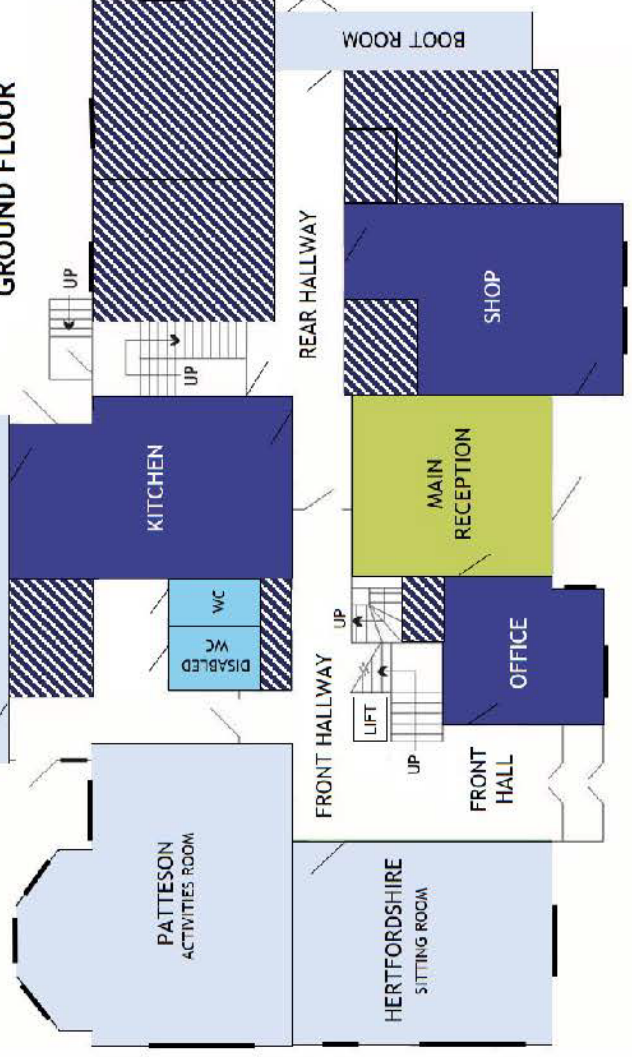 GROUND FLOOR
BOOT ROOM
UP
UP
REAR HALLWAY
SHOP
KITCHEN
MAIN
RECEPTION
WC
DISABLED
WC
UP
OFFICE
FRONT HALLWAY
LIFT
UP
FRONT
HALL
PATTESON
ACTIVITIES ROOM
HERTFORDSHIRE
SITTING ROOM